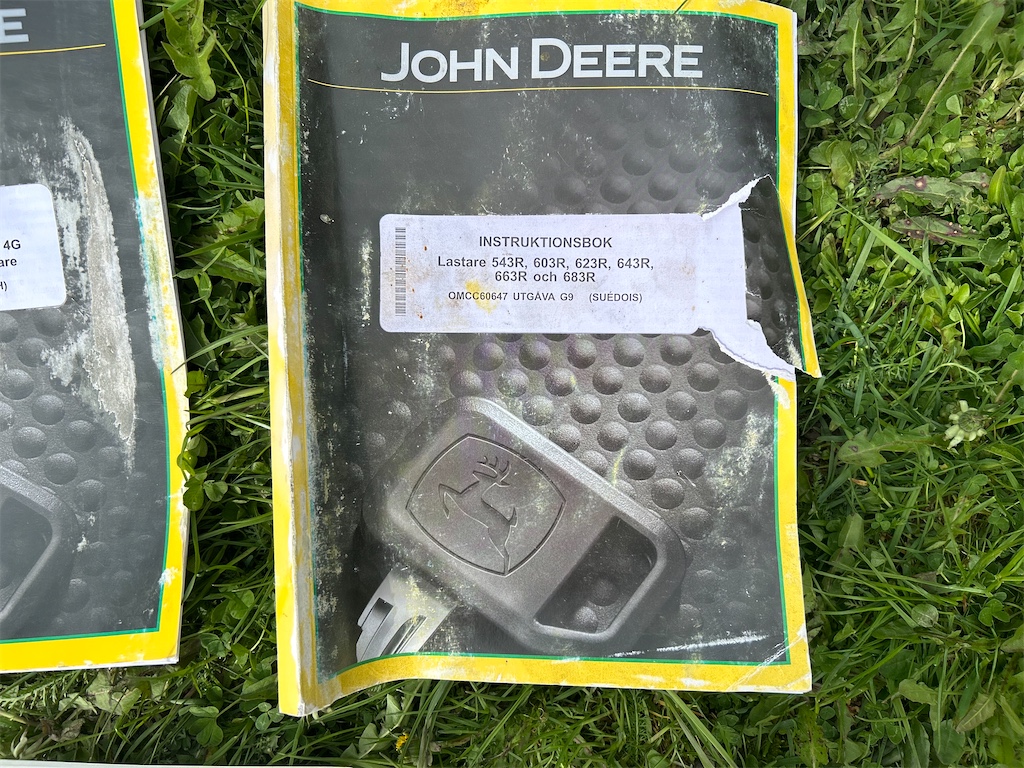 E
4G
are
H)
JOHN DEERE
INSTRUKTIONSBOK
Lastare 543R, 603R, 623R, 643R,
663R och 683R
OMCC60647 UTGÅVA G9 (SUÉDOIS)